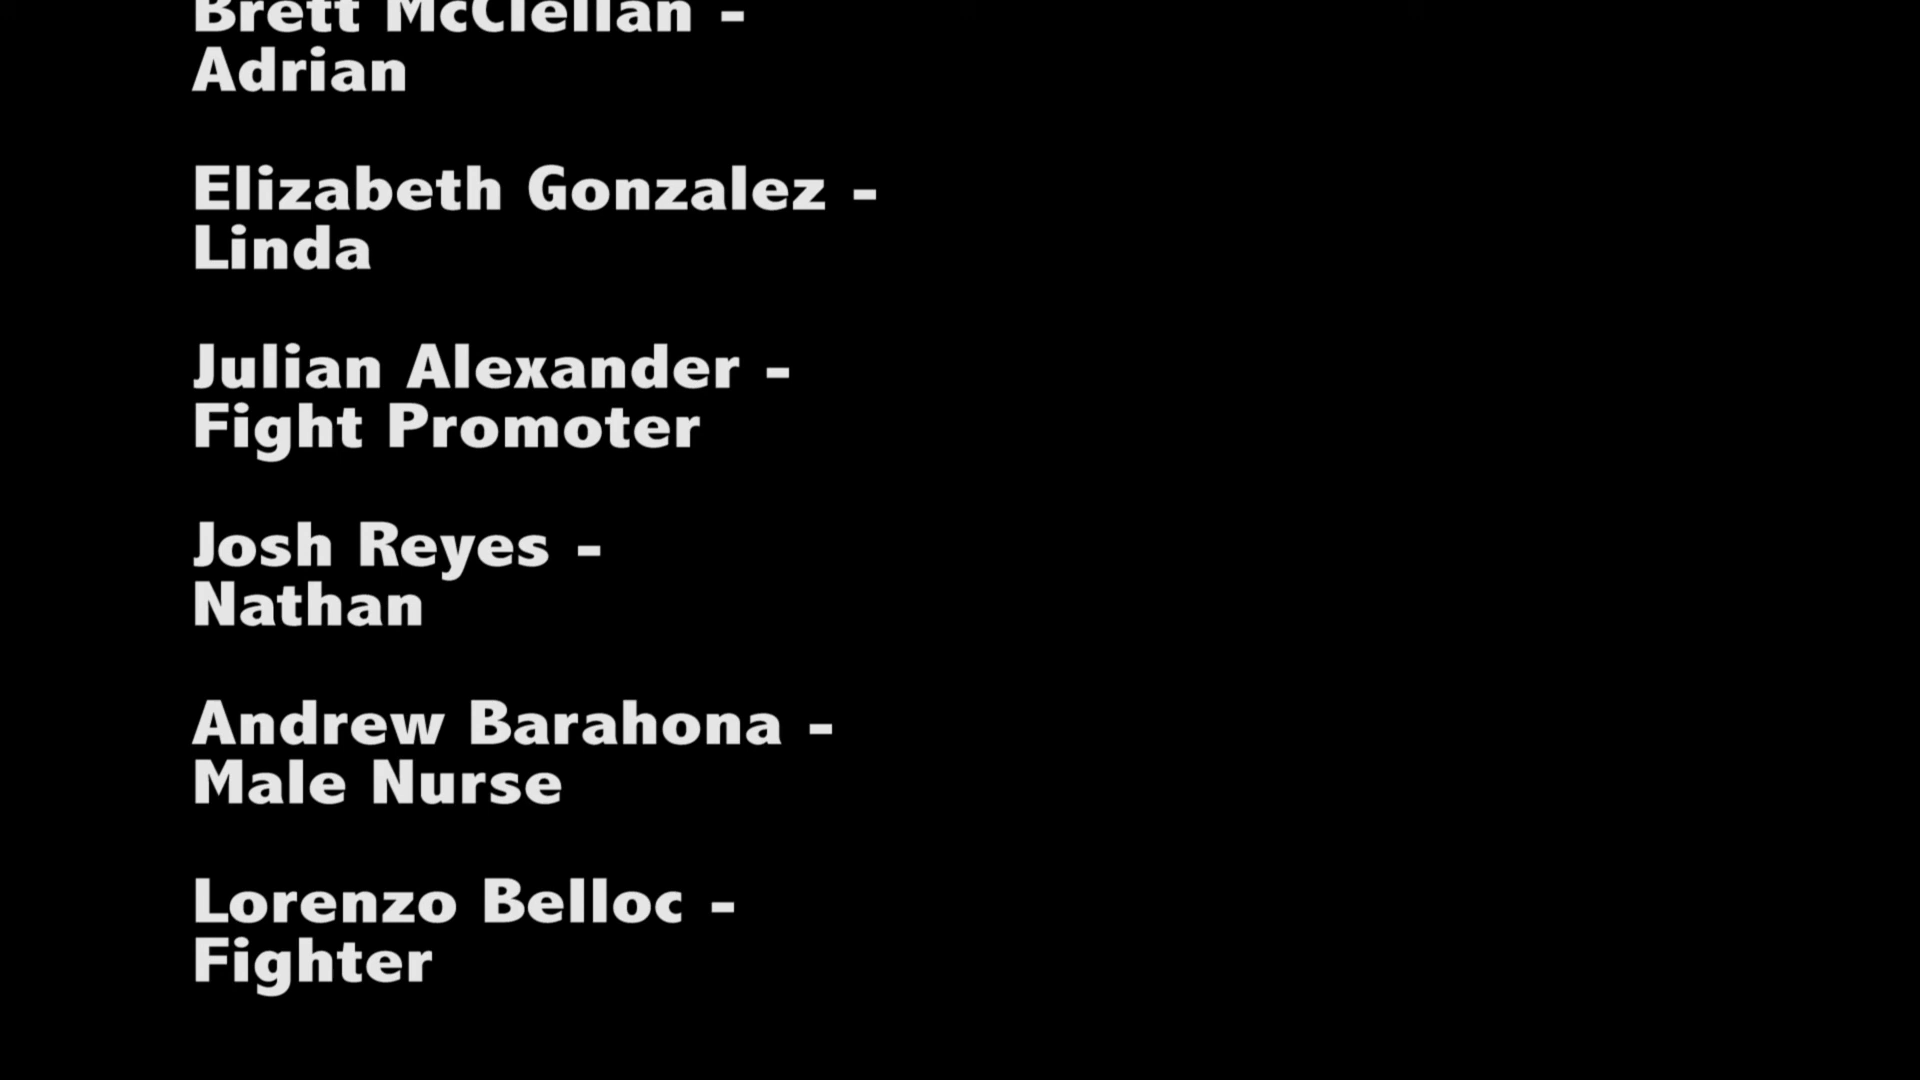 Brett McClellan -
Adrian
Elizabeth Gonzalez -
Linda
Julian Alexander -
Fight Promoter
Josh Reyes -
Nathan
Andrew Barahona -
Male Nurse
Lorenzo Belloc -
Fighter